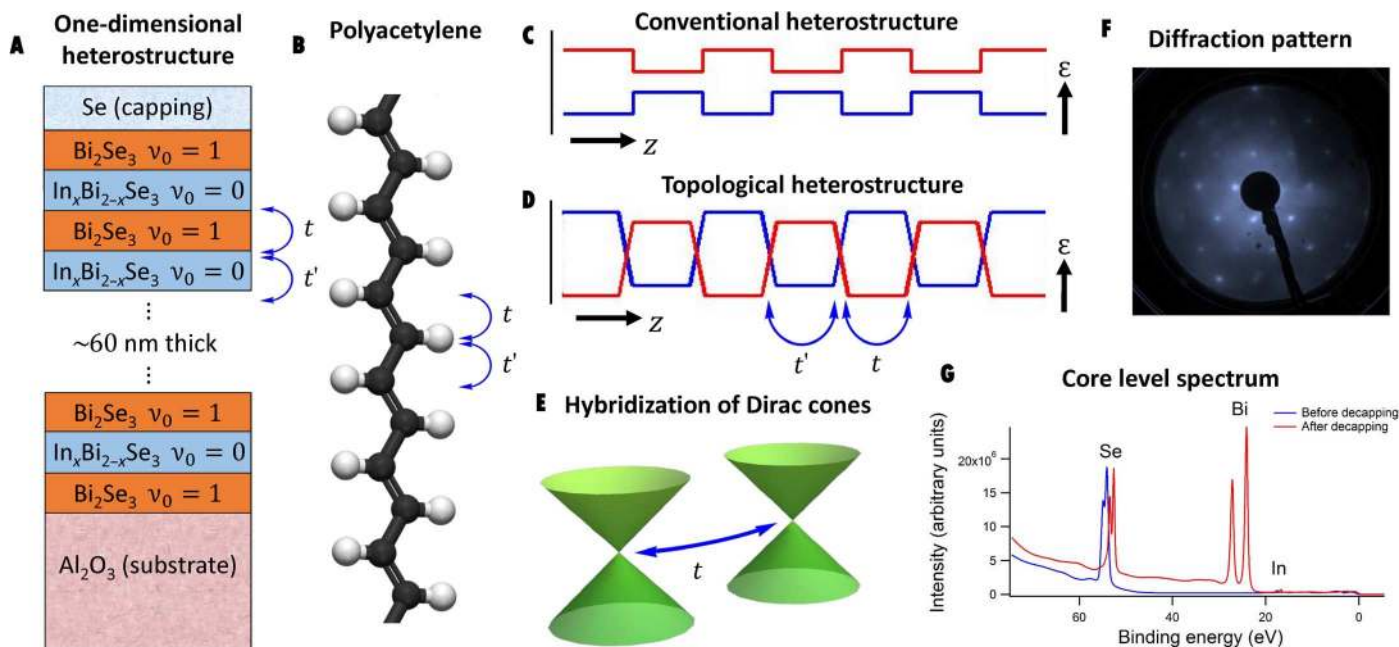 A
One-dimensional
heterostructure
Se (capping)
Bi₂Se₃ ν₀ = 1
InₓBi₂₋ₓSe₃ ν₀ = 0
Bi₂Se₃ ν₀ = 1
InₓBi₂₋ₓSe₃ ν₀ = 0
t
t'
⋮
~60 nm thick
⋮
Bi₂Se₃ ν₀ = 1
InₓBi₂₋ₓSe₃ ν₀ = 0
Bi₂Se₃ ν₀ = 1
Al₂O₃ (substrate)
B
Polyacetylene
t
t'
C
Conventional heterostructure
ε
z
D
Topological heterostructure
ε
z
t'
t
E
Hybridization of Dirac cones
t
F
Diffraction pattern
G
Core level spectrum
Before decapping
After decapping
Bi
Se
In
Intensity (arbitrary units)
20x10⁶
15
10
5
0
60
40
20
0
Binding energy (eV)